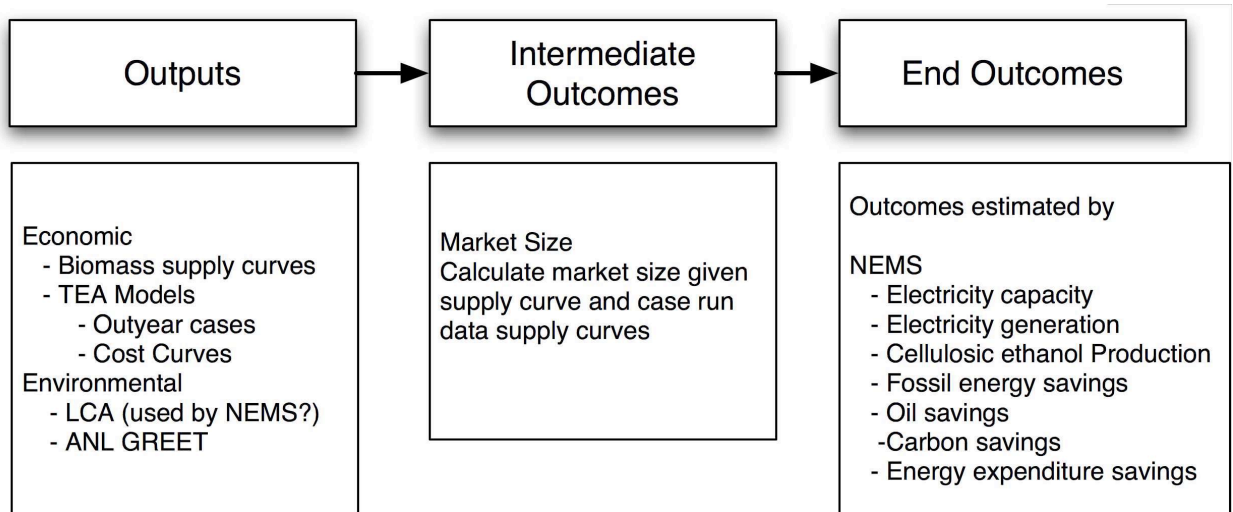 Outputs
Intermediate
Outcomes
End Outcomes
Economic
- Biomass supply curves
- TEA Models
- Outyear cases
- Cost Curves
Environmental
- LCA (used by NEMS?)
- ANL GREET
Market Size
Calculate market size given
supply curve and case run
data supply curves
Outcomes estimated by
NEMS
- Electricity capacity
- Electricity generation
- Cellulosic ethanol Production
- Fossil energy savings
- Oil savings
-Carbon savings
- Energy expenditure savings